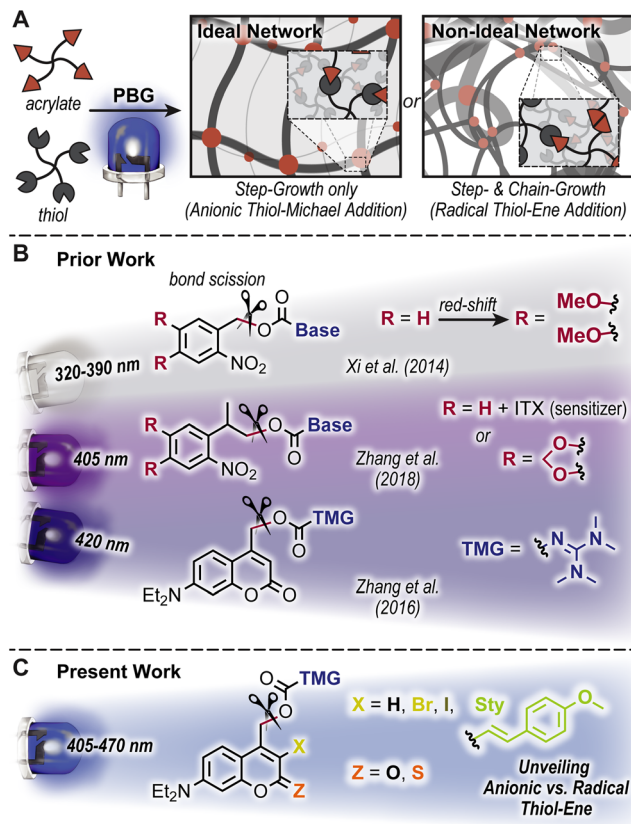 A
acrylate
thiol
PBG
Ideal Network
Step-Growth only
(Anionic Thiol-Michael Addition)
or
Non-Ideal Network
Step- & Chain-Growth
(Radical Thiol-Ene Addition)
B Prior Work
320-390 nm
bond scission
R
R
NO₂
O
O
Base
R = H
red-shift
R =
MeO
MeO
Xi et al. (2014)
405 nm
R
R
NO₂
O
O
Base
Zhang et al.
(2018)
R = H + ITX (sensitizer)
or
R =
O
O
420 nm
O
O
TMG
Et₂N
O
O
Zhang et al.
(2016)
TMG =
N
N
N
C Present Work
405-470 nm
O
TMG
O
X
Et₂N
O
Z
X = H, Br, I,
Z = O, S
Sty
O
Unveiling
Anionic vs. Radical
Thiol-Ene